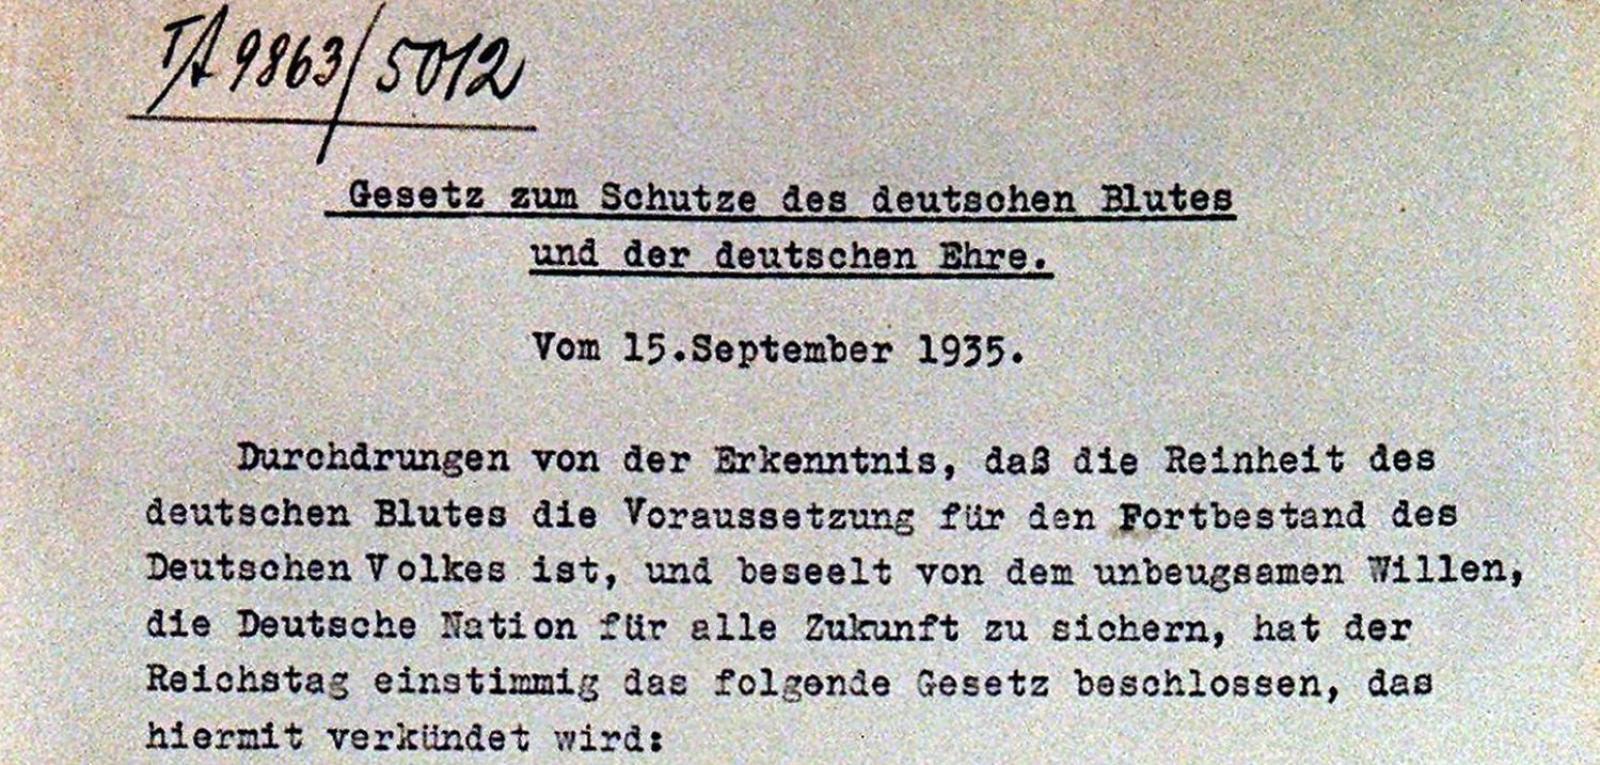 IA 9863/5012
Gesetz zum Schutze des deutschen Blutes
und der deutschen Ehre.
Vom 15.September 1935.
Durchdrungen von der Erkenntnis, daß die Reinheit des
deutschen Blutes die Voraussetzung für den Fortbestand des
Deutschen Volkes ist, und beseelt von dem unbeugsamen Willen,
die Deutsche Nation für alle Zukunft zu sichern, hat der
Reichstag einstimmig das folgende Gesetz beschlossen, das
hiermit verkündet wird: